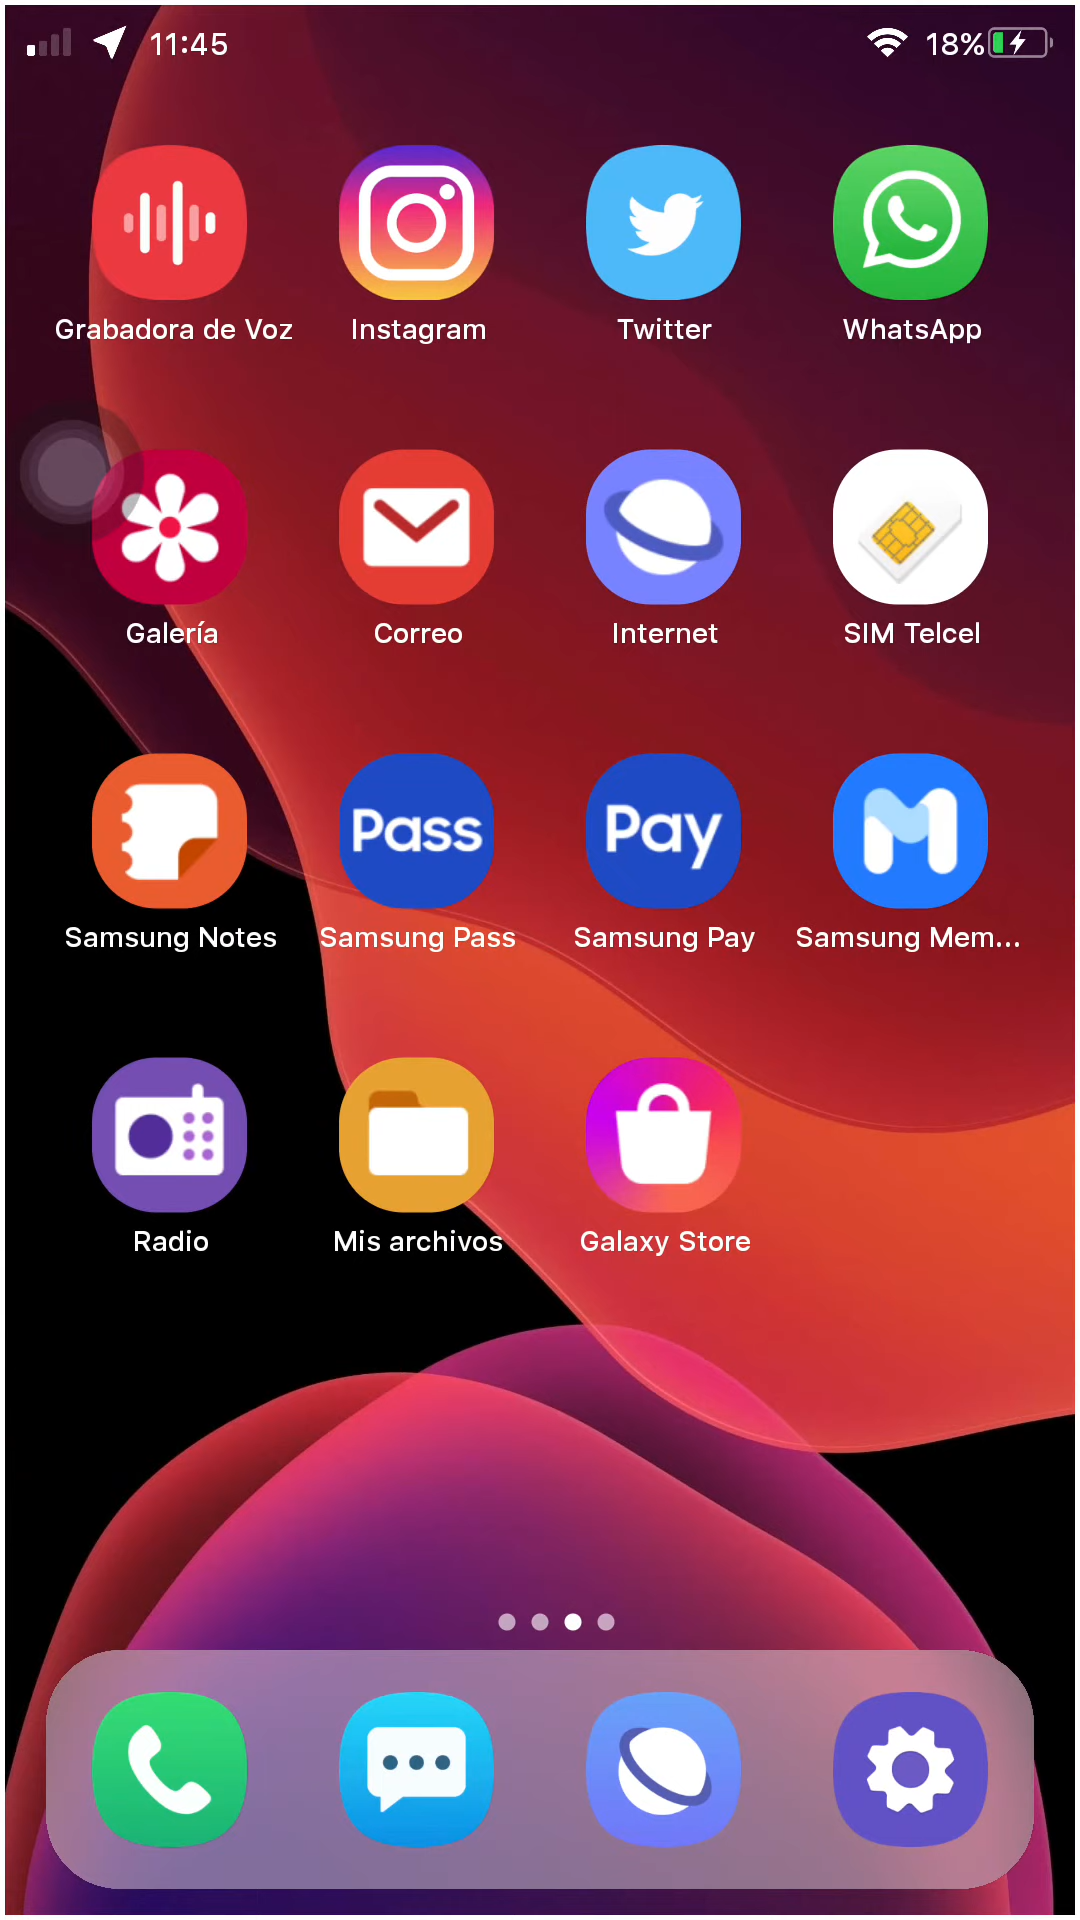 11:45 18%
Grabadora de Voz Instagram Twitter WhatsApp
Galería Correo Internet SIM Telcel
Pass Pay
Samsung Notes Samsung Pass Samsung Pay Samsung Mem...
Radio Mis archivos Galaxy Store